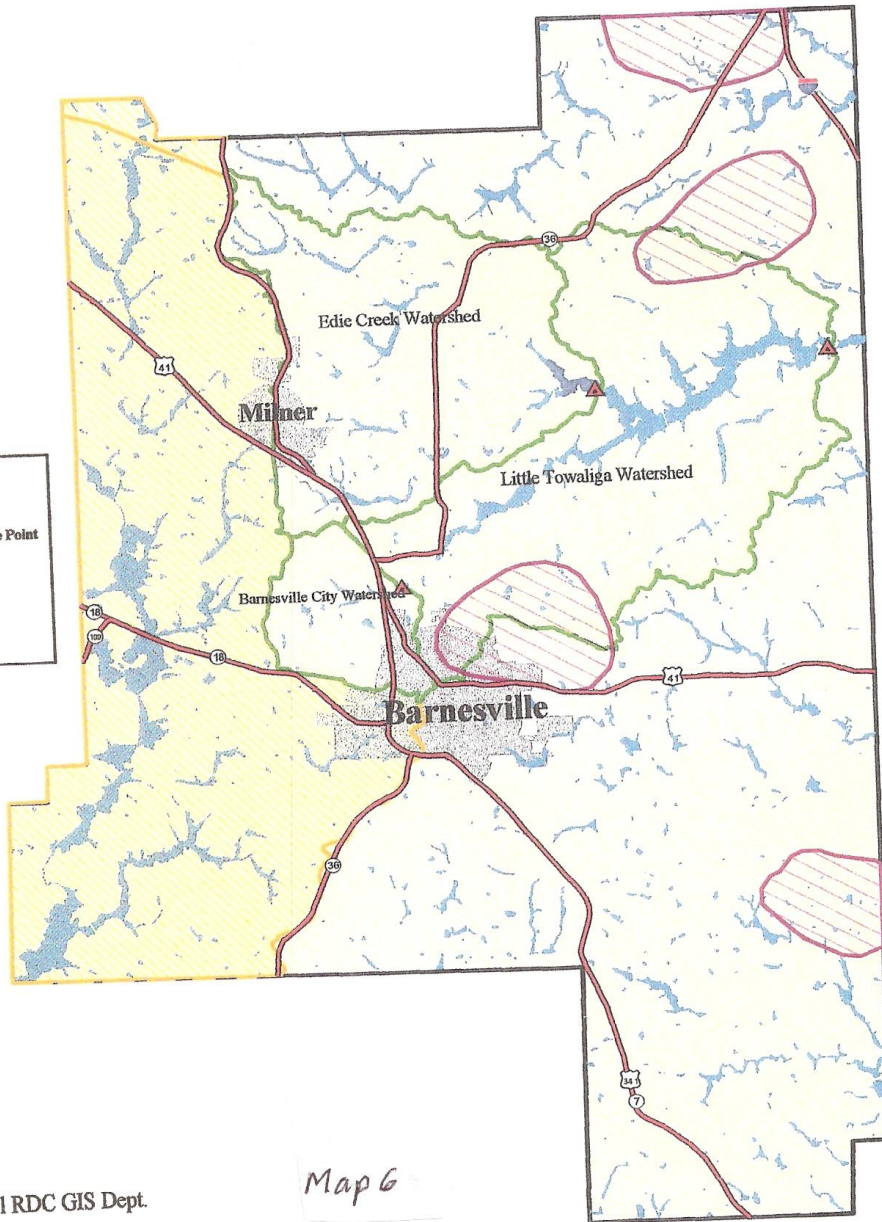 36
Edie Creek Watershed
41
Milner
Little Towaliga Watershed
Point
Barnesville City Watershed
18
109
18
41
Barnesville
36
341
7
Map 6
RDC GIS Dept.